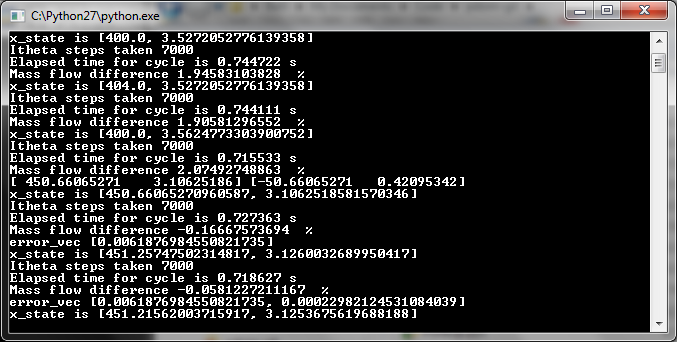 C:\Python27\python.exe
x_state is [400.0, 3.5272052776139358]
Itheta steps taken 7000
Elapsed time for cycle is 0.744722 s
Mass flow difference 1.94583103828  %
x_state is [404.0, 3.5272052776139358]
Itheta steps taken 7000
Elapsed time for cycle is 0.744111 s
Mass flow difference 1.90581296552  %
x_state is [400.0, 3.5624773303900752]
Itheta steps taken 7000
Elapsed time for cycle is 0.715533 s
Mass flow difference 2.07492748863  %
[ 450.66065271    3.10625186] [-50.66065271   0.42095342]
x_state is [450.66065270960587, 3.1062518581570346]
Itheta steps taken 7000
Elapsed time for cycle is 0.727363 s
Mass flow difference -0.16667573694  %
error_vec [0.0061876984550821735]
x_state is [451.25747502314817, 3.1260032689950417]
Itheta steps taken 7000
Elapsed time for cycle is 0.718627 s
Mass flow difference -0.0581227211167  %
error_vec [0.0061876984550821735, 0.00022982124531084039]
x_state is [451.21562003715917, 3.1253675619688188]